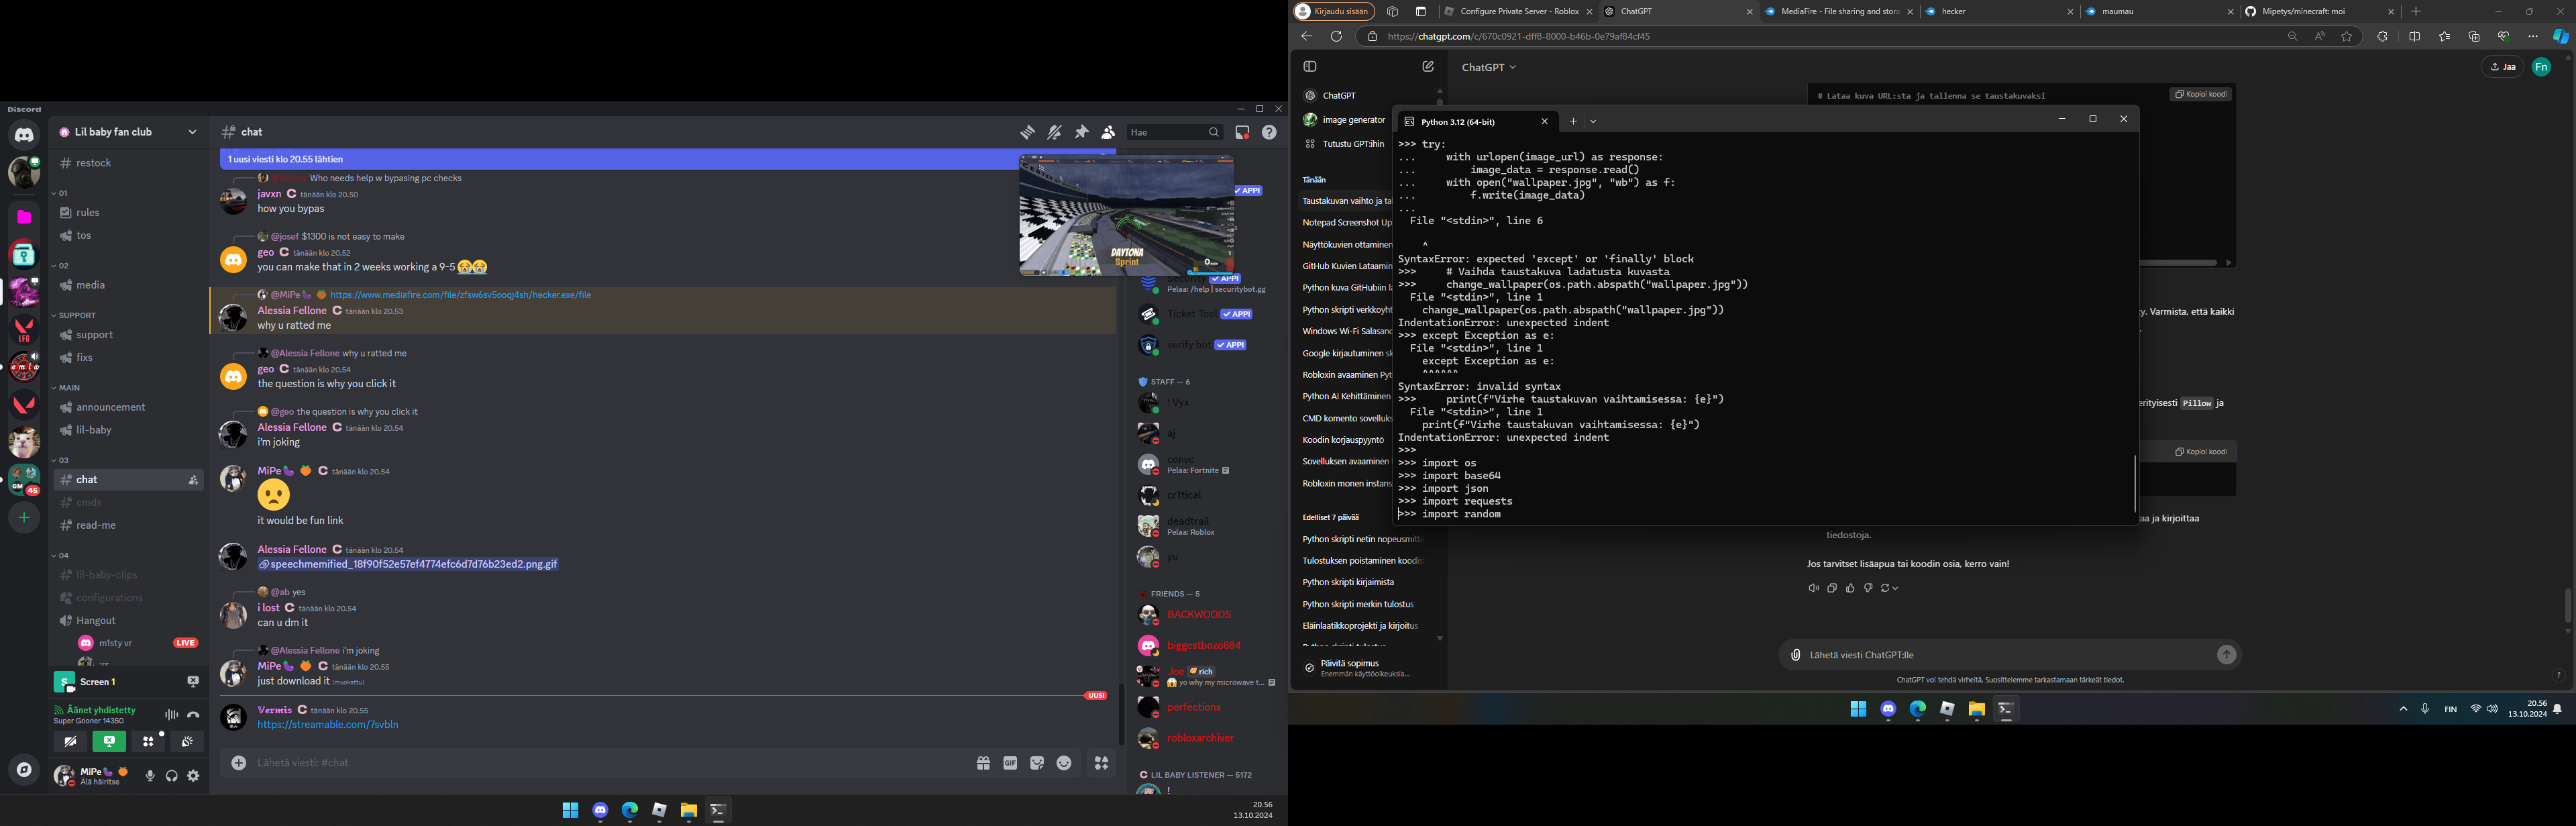 Discord
Lil baby fan club
restock
01
rules
tos
02
media
SUPPORT
support
fixs
MAIN
announcement
lil-baby
03
chat
cmds
read-me
04
lil-baby-clips
configurations
Hangout
m1sty vr
LIVE
Screen 1
Äänet yhdistetty
Super Gooner 14350
MiPe
Älä häiritse
LFG
GM
45
chat
Hae
1 uusi viesti klo 20.55 lähtien
Who needs help w bypasing pc checks
javxn tänään klo 20.50
how you bypas
@josef $1300 is not easy to make
geo tänään klo 20.52
you can make that in 2 weeks working a 9-5 😭😭
@MiPe🍆 🍑 https://www.mediafire.com/file/zfsw6sv5ooqj4sh/hecker.exe/file
Alessia Fellone tänään klo 20.53
why u ratted me
@Alessia Fellone why u ratted me
geo tänään klo 20.54
the question is why you click it
@geo the question is why you click it
Alessia Fellone tänään klo 20.54
i'm joking
MiPe🍆 🍑 tänään klo 20.54
it would be fun link
Alessia Fellone tänään klo 20.54
speechmemified_18f90f52e57ef4774efc6d7d76b23ed2.png.gif
@ab yes
i lost tänään klo 20.54
can u dm it
@Alessia Fellone i'm joking
MiPe🍆 🍑 tänään klo 20.55
just download it (muokattu)
UUSI
Vermis tänään klo 20.55
https://streamable.com/7svbln
Lähetä viesti: #chat
GIF
DAYTONA
Sprint
0
✓ APPI
security ✓ APPI
Pelaa: /help | securitybot.gg
Ticket Tool ✓ APPI
verify bot ✓ APPI
STAFF — 6
! Vyx
aj
convc
Pelaa: Fortnite
cr1tical
deadtrail
Pelaa: Roblox
yu
FRIENDS — 5
BACKWOODS
biggestbozo884
Joe rich
yo why my microwave t...
perfections
robloxarchiver
LIL BABY LISTENER — 5172
!
20.56
13.10.2024
Kirjaudu sisään
Configure Private Server - Roblox
ChatGPT
MediaFire - File sharing and stora
hecker
maumau
Mipetys/minecraft: moi
https://chatgpt.com/c/670c0921-dff8-8000-b46b-0e79af84cf45
ChatGPT
Jaa
Fn
ChatGPT
image generator
Tutustu GPT:ihin
Tänään
Taustakuvan vaihto ja ta
Notepad Screenshot Up
Näyttökuvien ottaminen
GitHub Kuvien Lataamin
Python kuva GitHubiin l
Python skripti verkkoyht
Windows Wi-Fi Salasan
Google kirjautuminen sk
Robloxin avaaminen Pyt
Python AI Kehittäminen
CMD komento sovelluks
Koodin korjauspyyntö
Sovelluksen avaaminen
Robloxin monen instans
Edelliset 7 päivää
Python skripti netin nopeusmitta
Tulostuksen poistaminen koodis
Python skripti kirjaimista
Python skripti merkin tulostus
Eläinlaatikkoprojekti ja kirjoitus
Päivitä sopimus
Enemmän käyttöoikeuksia...
# Lataa kuva URL:sta ja tallenna se taustakuvaksi
Kopioi koodi
y. Varmista, että kaikki
erityisesti Pillow ja
Kopioi koodi
aa ja kirjoittaa
tiedostoja.
Jos tarvitset lisäapua tai koodin osia, kerro vain!
Lähetä viesti ChatGPT:lle
ChatGPT voi tehdä virheitä. Suosittelemme tarkastamaan tärkeät tiedot.
?
Python 3.12 (64-bit)
>>> try:
...     with urlopen(image_url) as response:
...         image_data = response.read()
...     with open("wallpaper.jpg", "wb") as f:
...         f.write(image_data)
...
  File "<stdin>", line 6
    ^
SyntaxError: expected 'except' or 'finally' block
>>>     # Vaihda taustakuva ladatusta kuvasta
>>>     change_wallpaper(os.path.abspath("wallpaper.jpg"))
  File "<stdin>", line 1
    change_wallpaper(os.path.abspath("wallpaper.jpg"))
IndentationError: unexpected indent
>>> except Exception as e:
  File "<stdin>", line 1
    except Exception as e:
    ^^^^^^
SyntaxError: invalid syntax
>>>     print(f"Virhe taustakuvan vaihtamisessa: {e}")
  File "<stdin>", line 1
    print(f"Virhe taustakuvan vaihtamisessa: {e}")
IndentationError: unexpected indent
>>>
>>> import os
>>> import base64
>>> import json
>>> import requests
>>> import random
FIN
20.56
13.10.2024